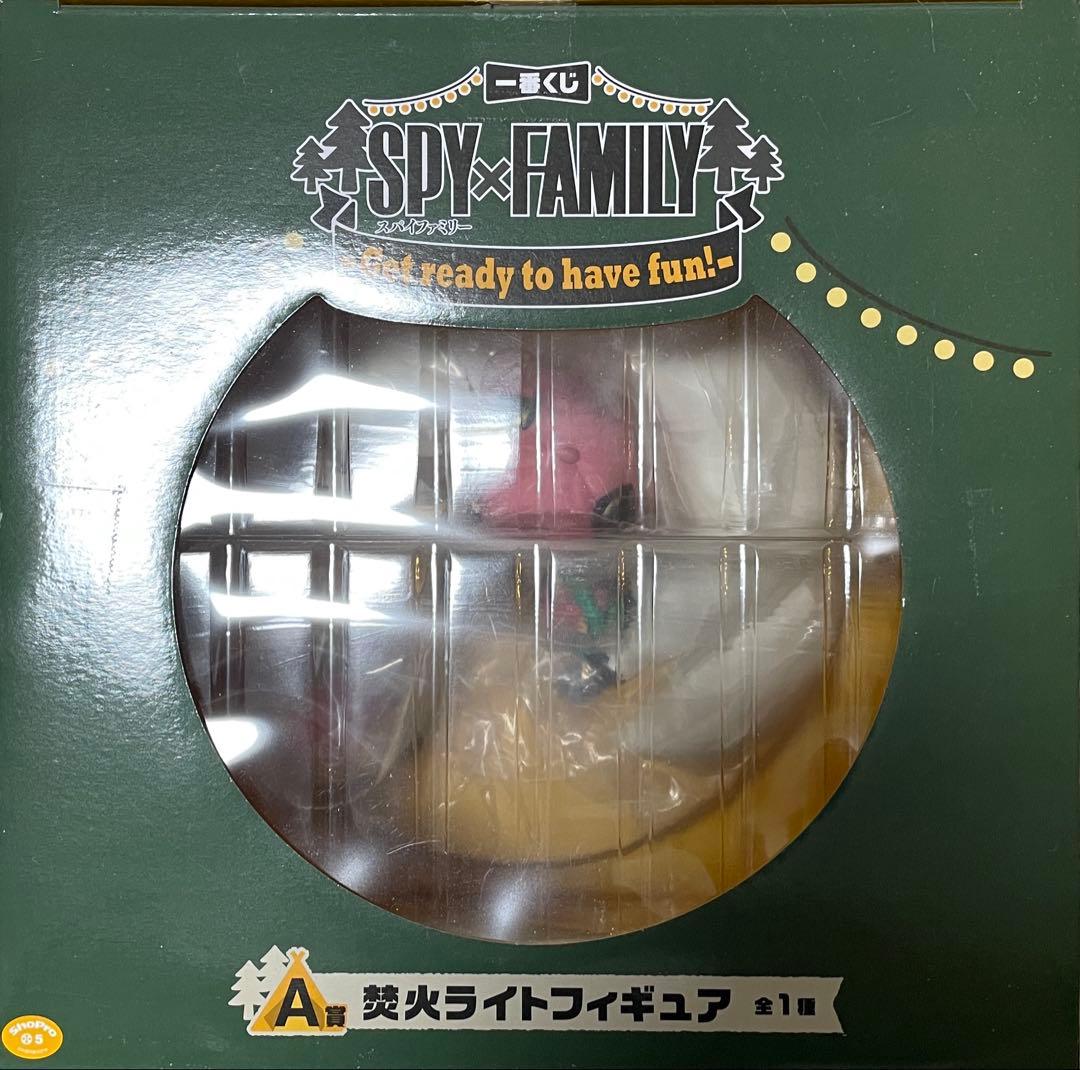 一番くじ
SPY×FAMILY
スパイファミリー
-Get ready to have fun!-
A賞 焚火ライトフィギュア 全1種
ShoPro
5